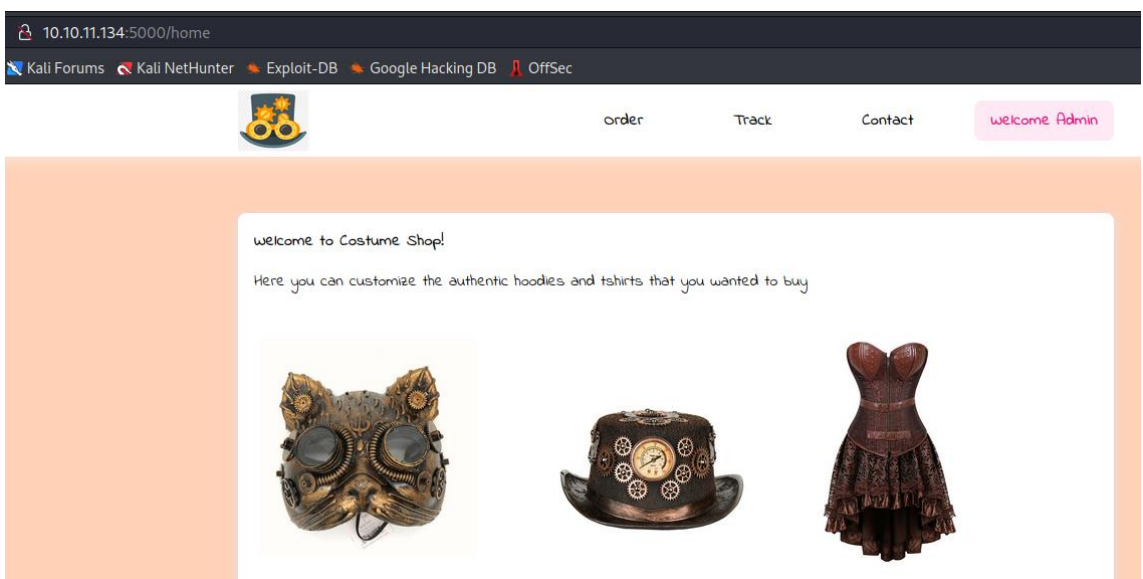 10.10.11.134:5000/home
Kali Forums Kali NetHunter Exploit-DB Google Hacking DB OffSec
Order Track Contact Welcome Admin
Welcome to Costume Shop!
Here you can customize the authentic hoodies and tshirts that you wanted to buy